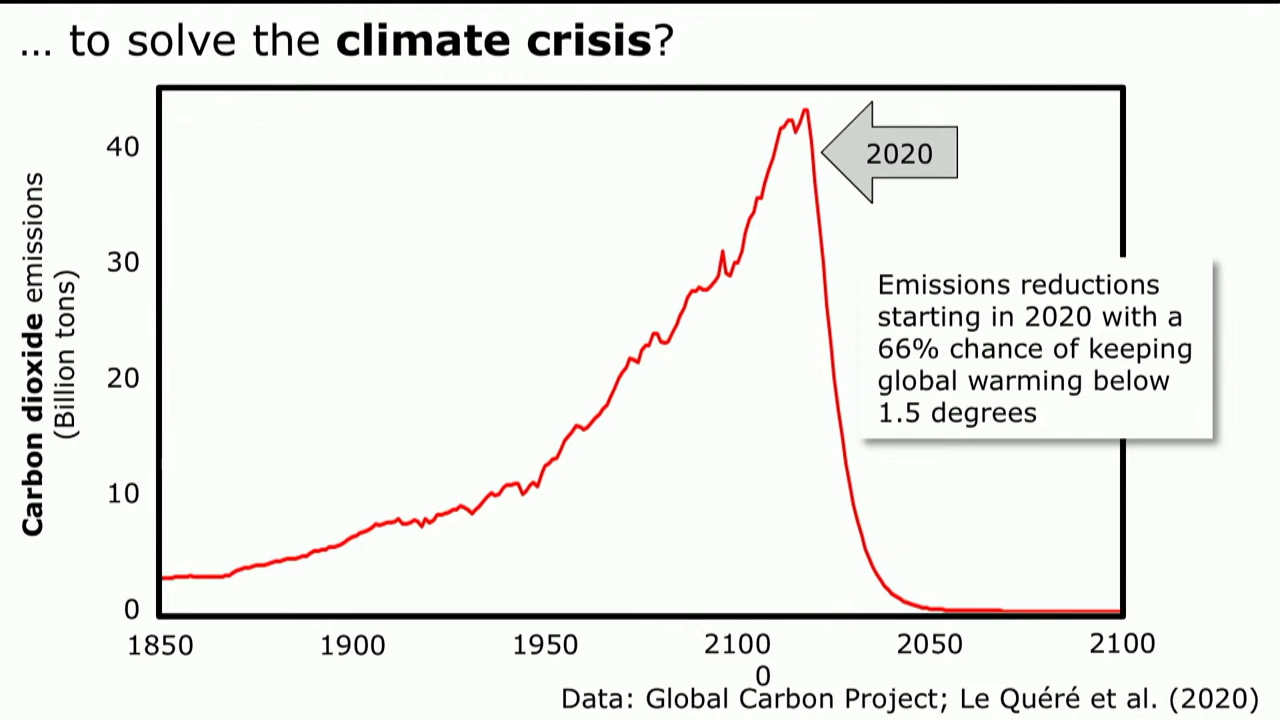 ... to solve the climate crisis?
Carbon dioxide emissions
(Billion tons)
40
30
20
10
0
2020
Emissions reductions
starting in 2020 with a
66% chance of keeping
global warming below
1.5 degrees
1850 1900 1950 2100 2050 2100
0
Data: Global Carbon Project; Le Quéré et al. (2020)